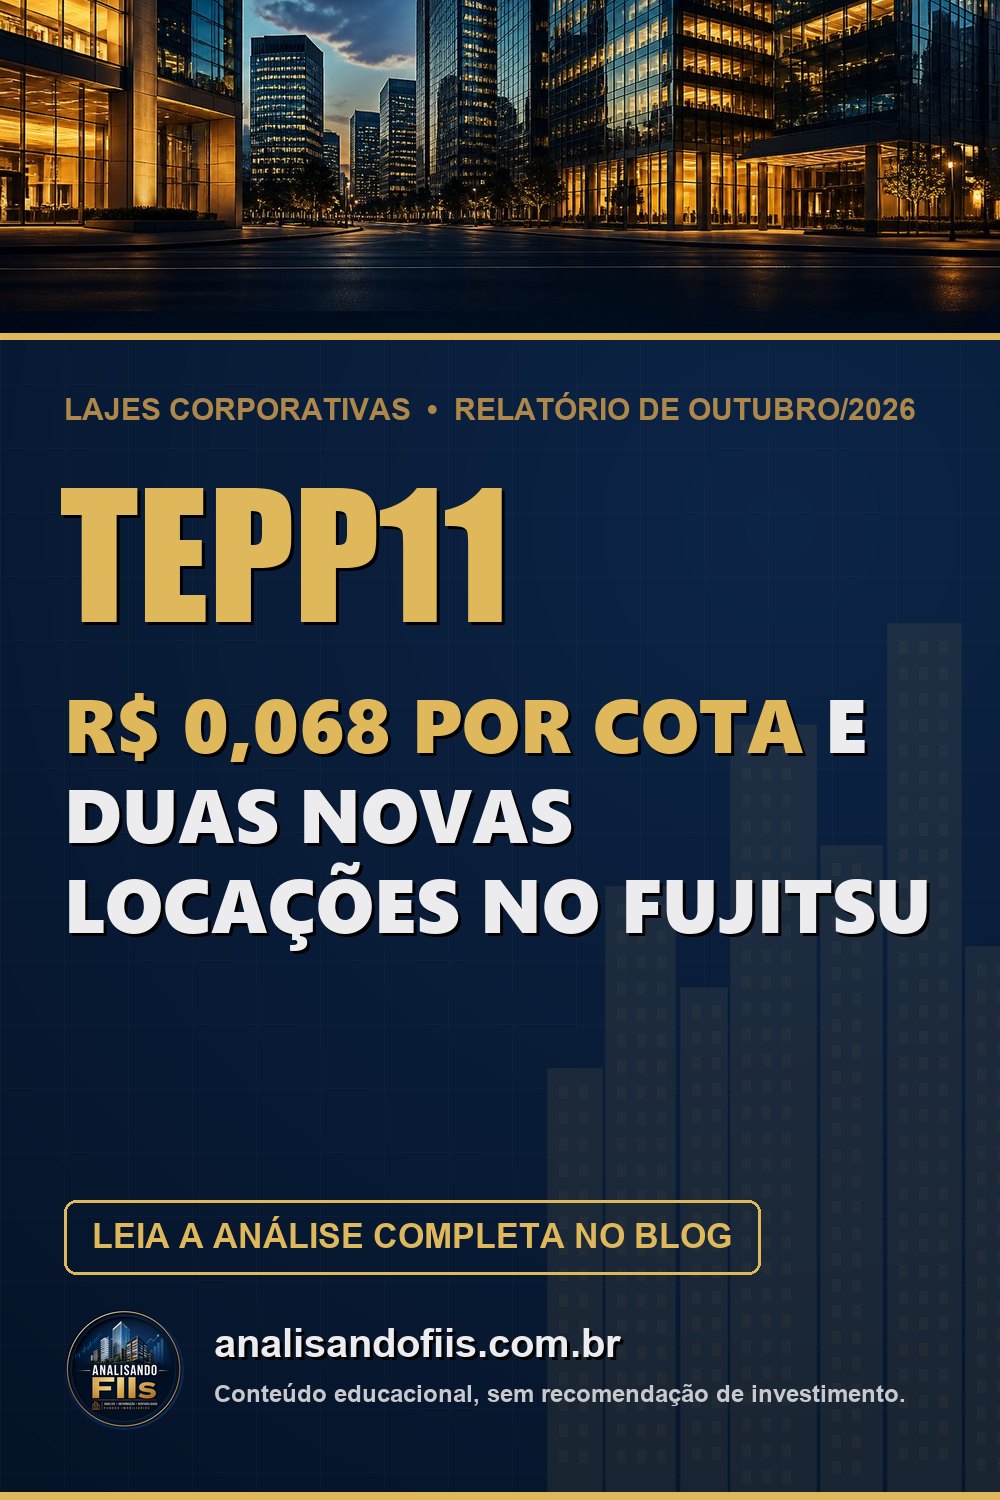 LAJES CORPORATIVAS • RELATÓRIO DE OUTUBRO/2026
TEPP11
R$ 0,068 POR COTA E
DUAS NOVAS
LOCAÇÕES NO FUJITSU
LEIA A ANÁLISE COMPLETA NO BLOG
analisandofiis.com.br
ANALISANDO
FIIs
Conteúdo educacional, sem recomendação de investimento.